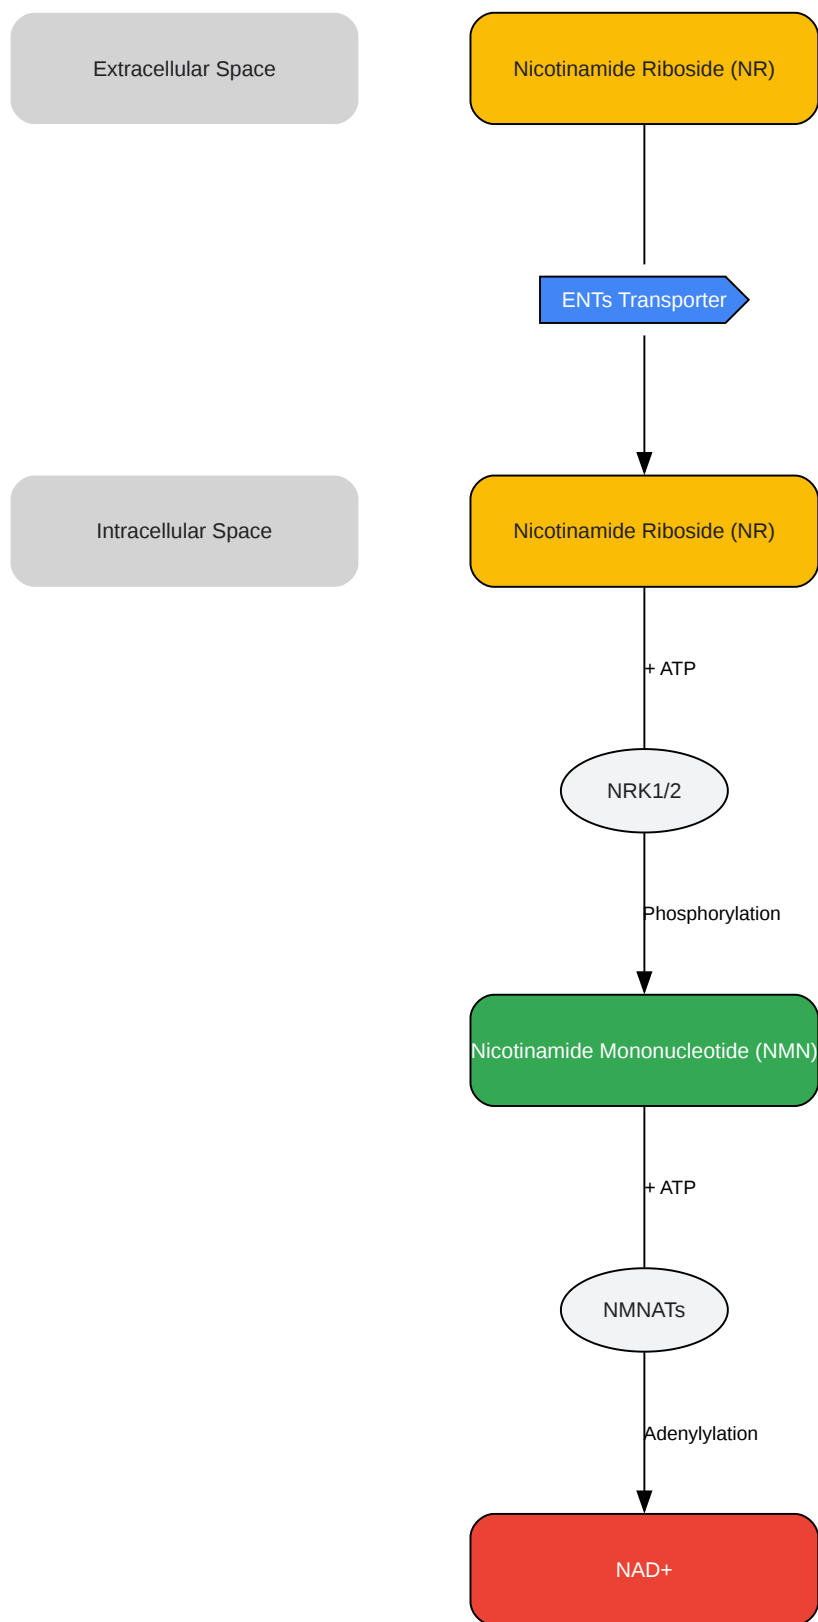 Extracellular Space
Nicotinamide Riboside (NR)
ENTs Transporter
Intracellular Space
Nicotinamide Riboside (NR)
+ ATP
NRK1/2
Phosphorylation
Nicotinamide Mononucleotide (NMN)
+ ATP
NMNATs
Adenylylation
NAD+